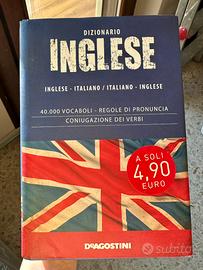 DIZIONARIO
INGLESE
INGLESE - ITALIANO / ITALIANO - INGLESE
40.000 VOCABOLI - REGOLE DI PRONUNCIA
CONIUGAZIONE DEI VERBI
A SOLI
4,90
EURO
DeAGOSTINI
subito